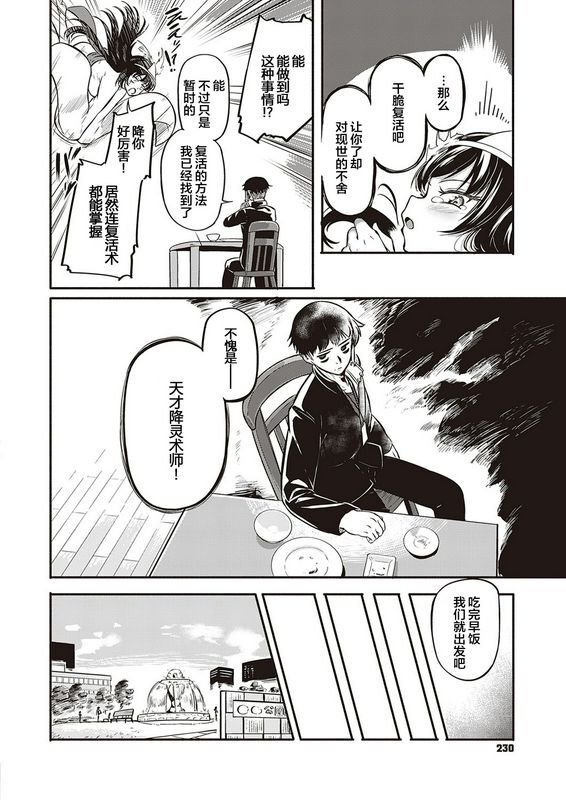 …那么
干脆复活吧
让你了却
对现世的不舍
能
能做到吗
这种事情!?
能
不过只是
暂时的
复活的方法
我已经找到了
降你
好厉害！
居然连复活术
都能掌握
不愧是——
天才降灵术师！
吃完早饭
我们就出发吧
230